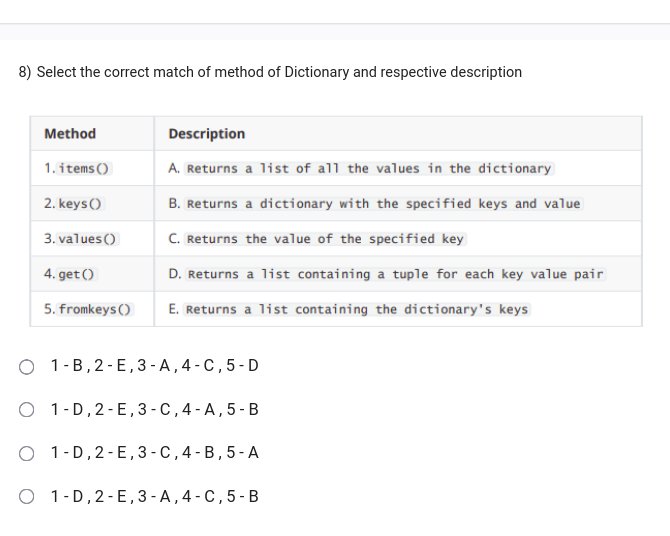 8) Select the correct match of method of Dictionary and respective description
Method Description
1. items() A. Returns a list of all the values in the dictionary
2. keys() B. Returns a dictionary with the specified keys and value
3. values() C. Returns the value of the specified key
4. get() D. Returns a list containing a tuple for each key value pair
5. fromkeys() E. Returns a list containing the dictionary's keys
1 - B , 2 - E , 3 - A , 4 - C , 5 - D
1 - D , 2 - E , 3 - C , 4 - A , 5 - B
1 - D , 2 - E , 3 - C , 4 - B , 5 - A
1 - D , 2 - E , 3 - A , 4 - C , 5 - B